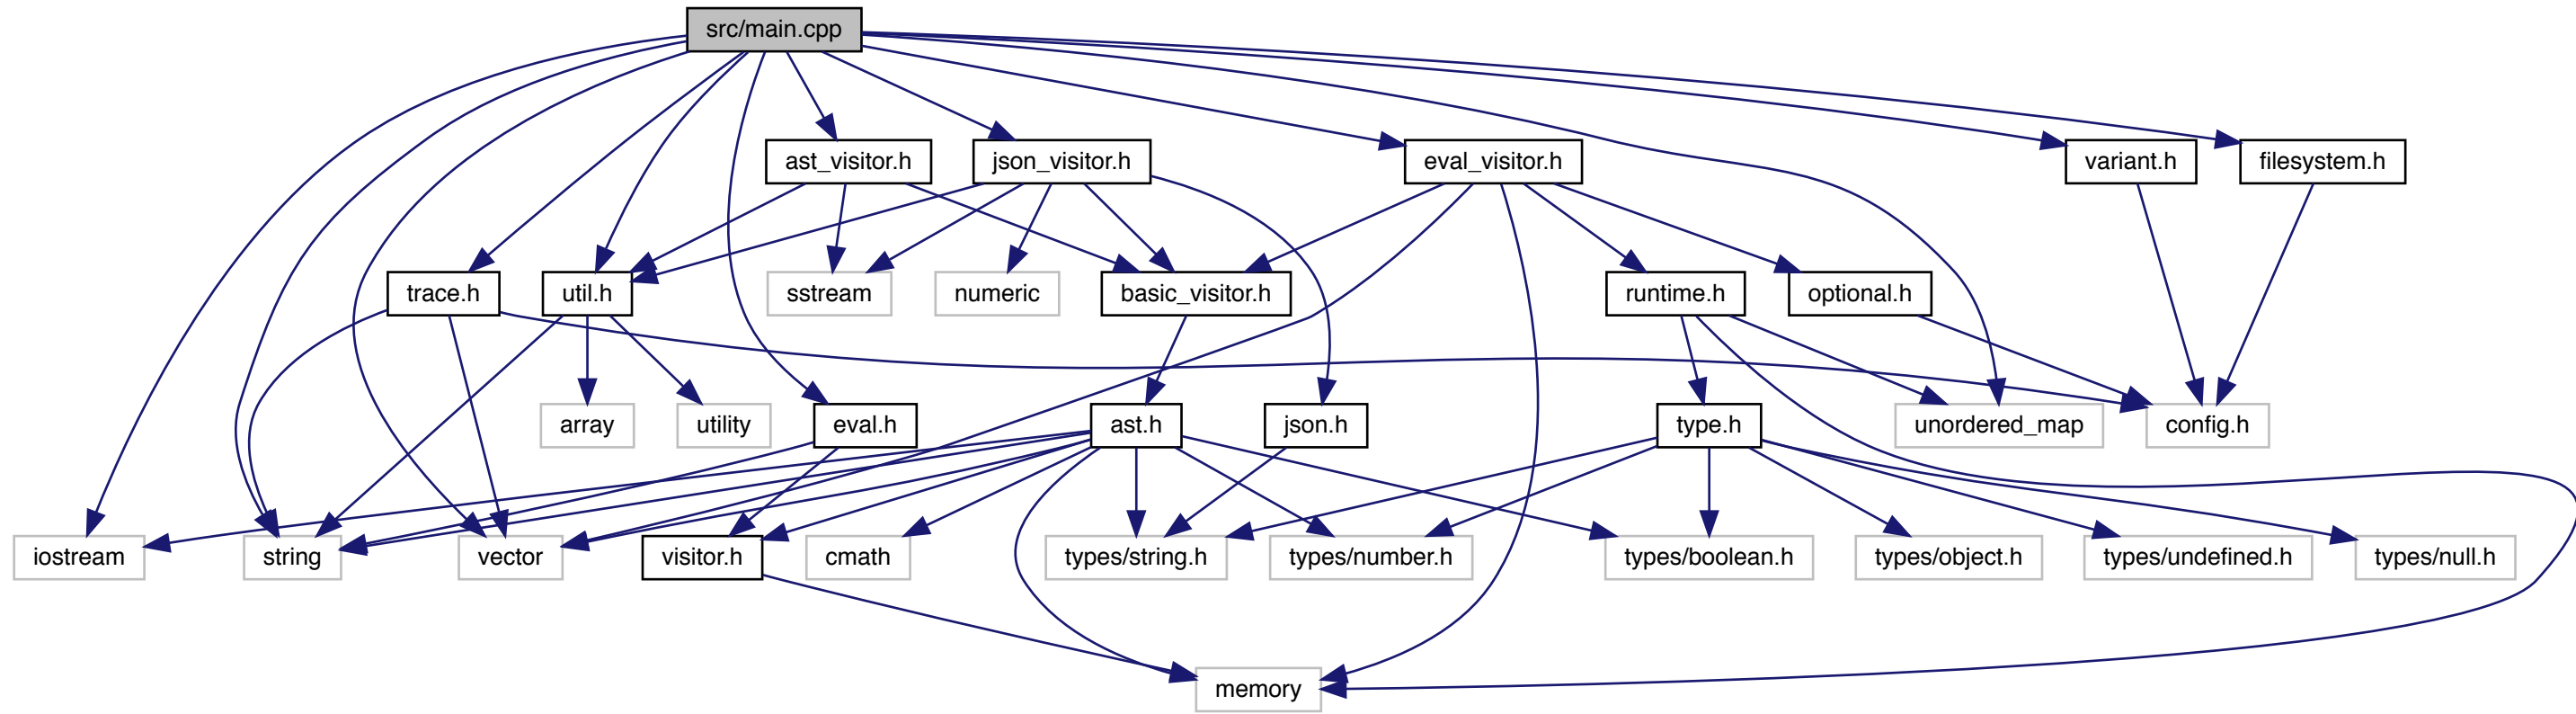 src/main.cpp
ast_visitor.h
json_visitor.h
eval_visitor.h
variant.h
filesystem.h
trace.h
util.h
sstream
numeric
basic_visitor.h
runtime.h
optional.h
array
utility
eval.h
ast.h
json.h
type.h
unordered_map
config.h
iostream
string
vector
visitor.h
cmath
types/string.h
types/number.h
types/boolean.h
types/object.h
types/undefined.h
types/null.h
memory